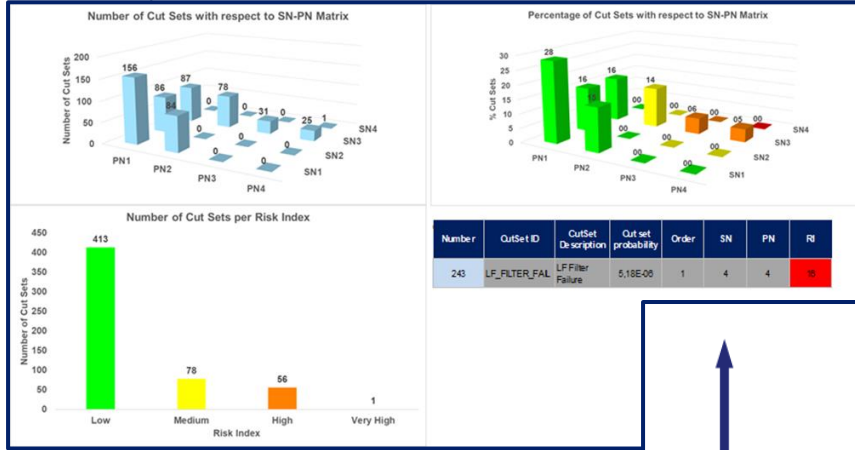 Number of Cut Sets with respect to SN-PN Matrix
Number of Cut Sets
200
150
100
50
0
156
86
87
0
84
0
78
0
0
0
31
0
0
0
25
1
PN1
PN2
PN3
PN4
SN1
SN2
SN3
SN4
Percentage of Cut Sets with respect to SN-PN Matrix
% Cut Sets
30
25
20
15
10
5
0
28
16
16
00
14
00
00
00
06
00
00
00
05
00
PN1
PN2
PN3
PN4
SN1
SN2
SN3
SN4
Number of Cut Sets per Risk Index
Number of Cut Sets
450
400
350
300
250
200
150
100
50
0
413
78
56
1
Low
Medium
High
Very High
Risk Index
Number
CutSet ID
CutSet Description
Cut set probability
Order
SN
PN
RI
243
LF_FILTER_FAIL
LF Filter Failure
5,18E-06
1
4
4
16